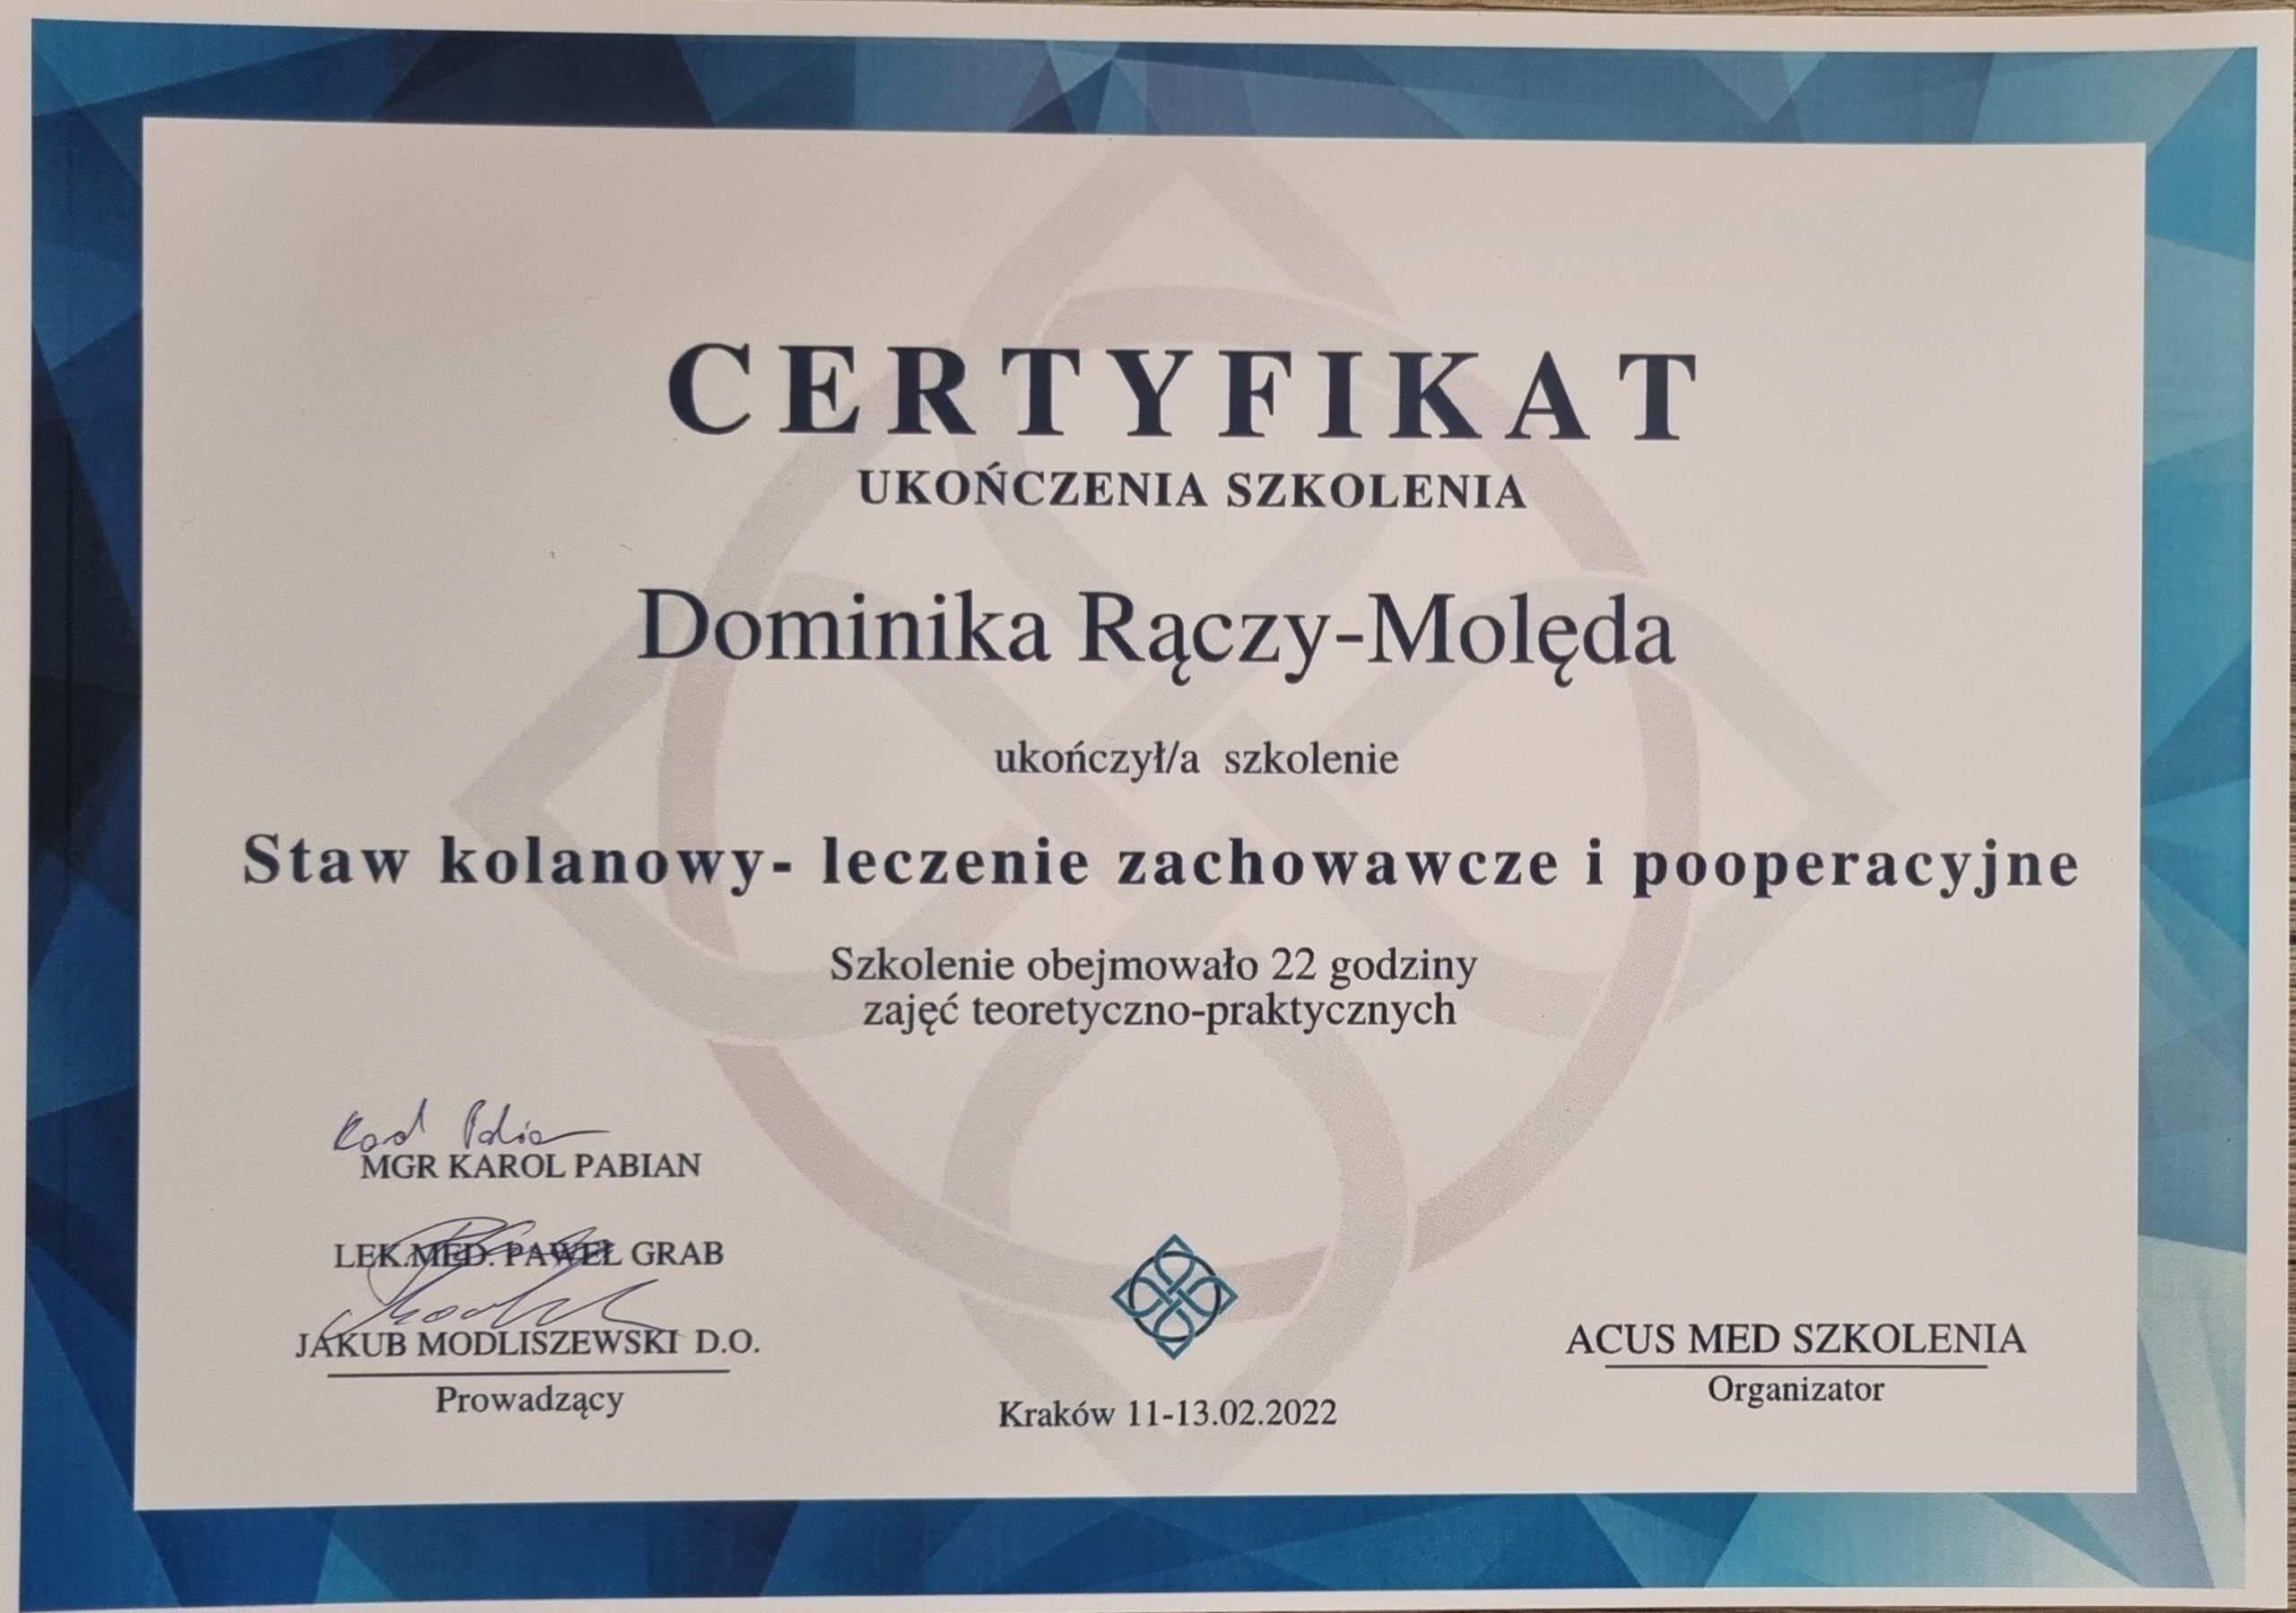 CERTYFIKAT
UKOŃCZENIA SZKOLENIA
Dominika Rączy-Molęda
ukończył/a szkolenie
Staw kolanowy- leczenie zachowawcze i pooperacyjne
Szkolenie obejmowało 22 godziny
zajęć teoretyczno-praktycznych
Karol Pabian
MGR KAROL PABIAN
LEK.MED. PAWEŁ GRAB
JAKUB MODLISZEWSKI D.O.
Prowadzący
Kraków 11-13.02.2022
ACUS MED SZKOLENIA
Organizator